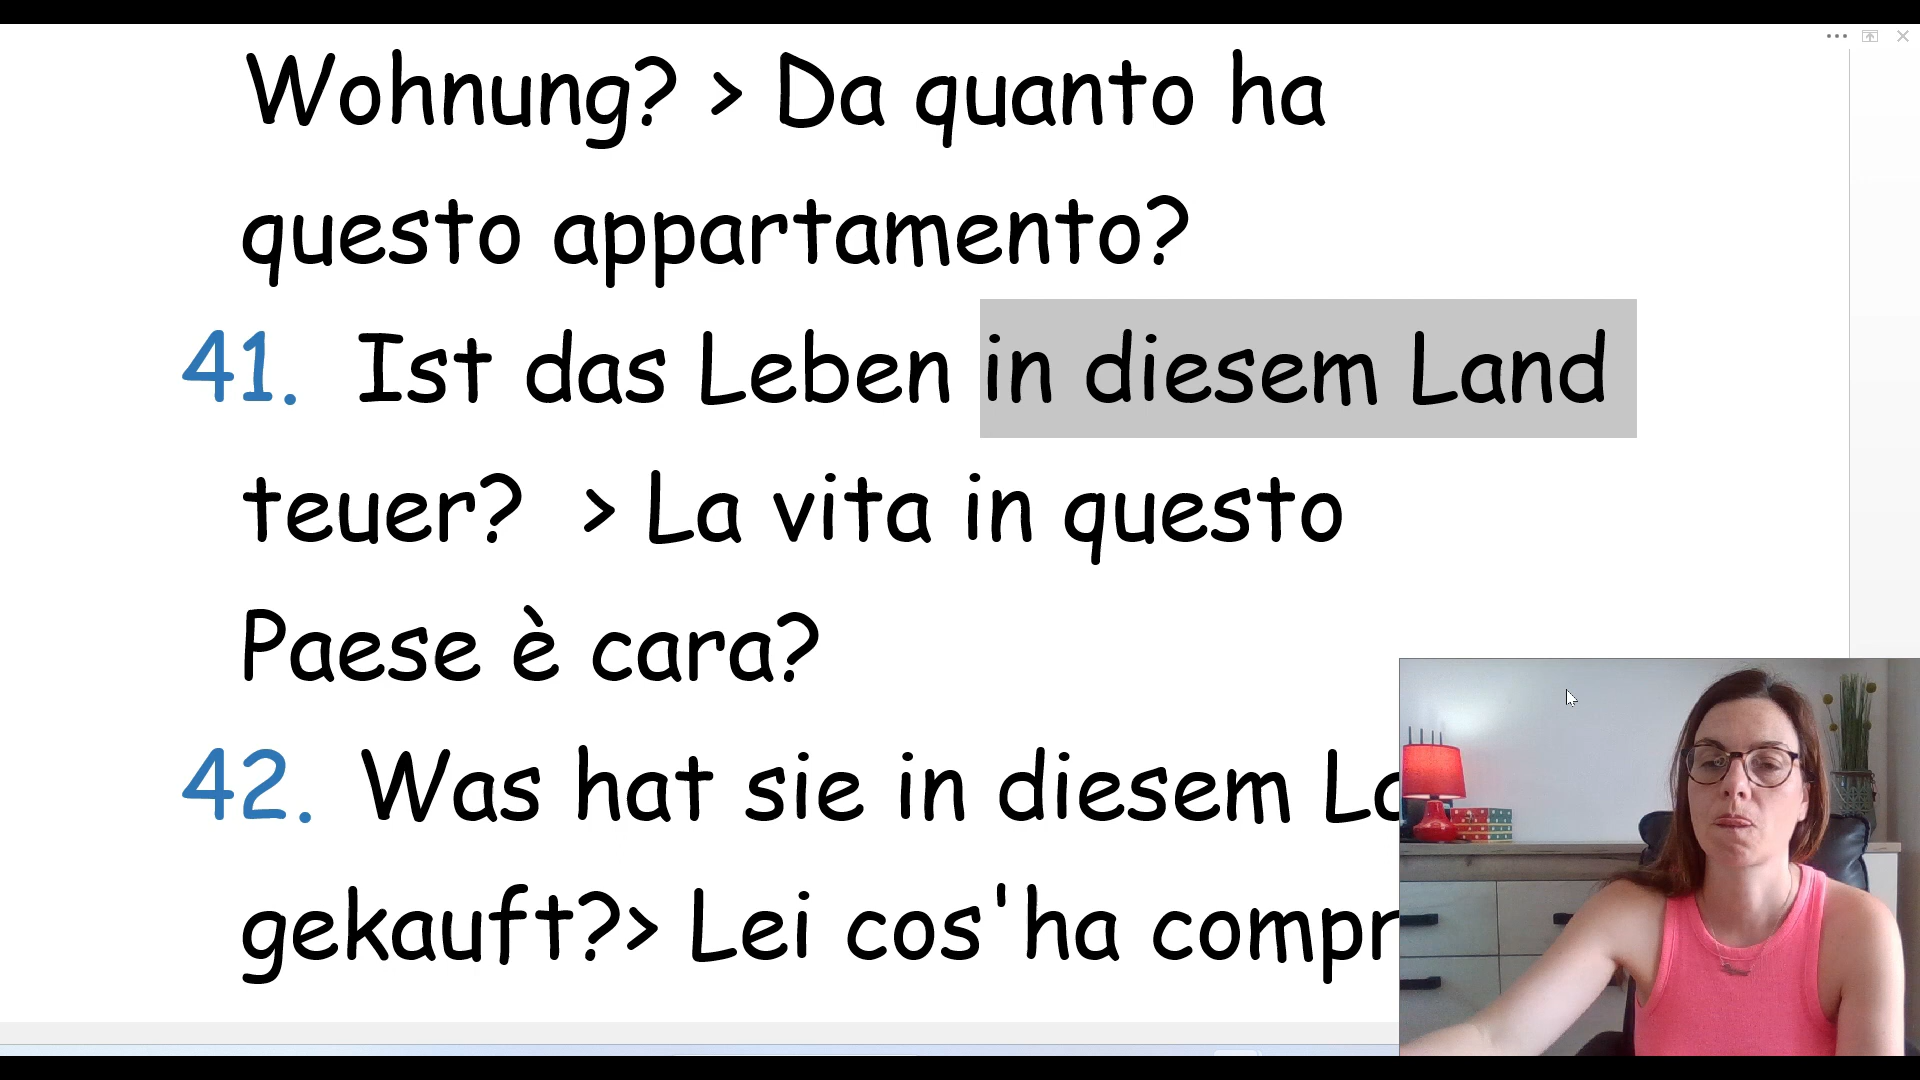 Wohnung? > Da quanto ha
questo appartamento?
41. Ist das Leben in diesem Land
teuer? > La vita in questo
Paese è cara?
42. Was hat sie in diesem
gekauft?> Lei cos'ha